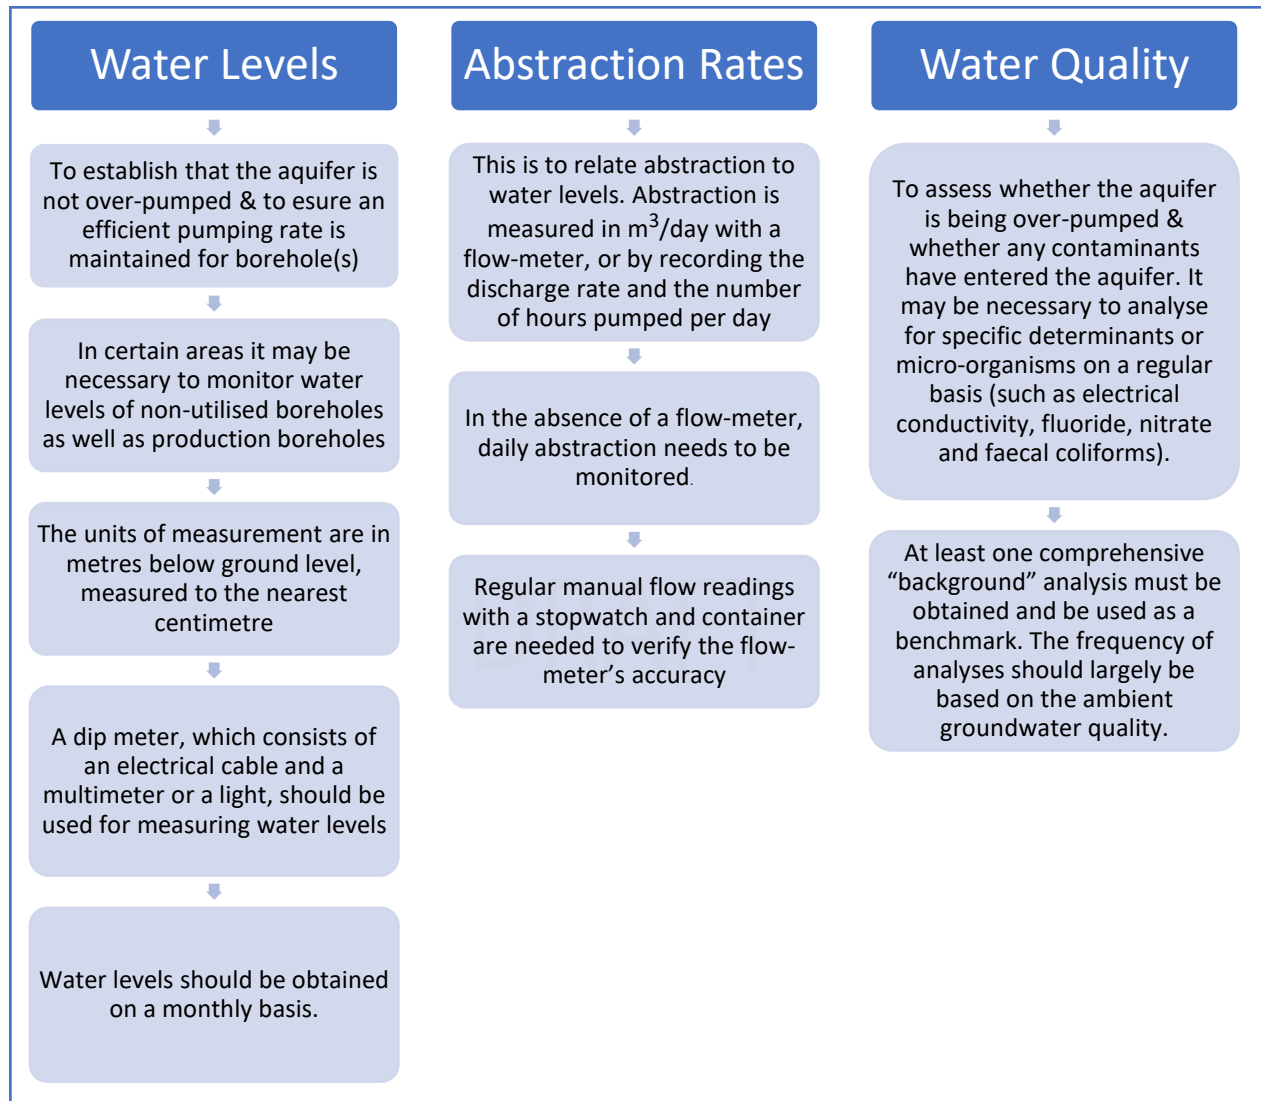 Water Levels
To establish that the aquifer is
not over-pumped & to esure an
efficient pumping rate is
maintained for borehole(s)
In certain areas it may be
necessary to monitor water
levels of non-utilised boreholes
as well as production boreholes
The units of measurement are in
metres below ground level,
measured to the nearest
centimetre
A dip meter, which consists of
an electrical cable and a
multimeter or a light, should be
used for measuring water levels
Water levels should be obtained
on a monthly basis.
Abstraction Rates
This is to relate abstraction to
water levels. Abstraction is
measured in m³/day with a
flow-meter, or by recording the
discharge rate and the number
of hours pumped per day
In the absence of a flow-meter,
daily abstraction needs to be
monitored.
Regular manual flow readings
with a stopwatch and container
are needed to verify the flow-
meter’s accuracy
Water Quality
To assess whether the aquifer
is being over-pumped &
whether any contaminants
have entered the aquifer. It
may be necessary to analyse
for specific determinants or
micro-organisms on a regular
basis (such as electrical
conductivity, fluoride, nitrate
and faecal coliforms).
At least one comprehensive
“background” analysis must be
obtained and be used as a
benchmark. The frequency of
analyses should largely be
based on the ambient
groundwater quality.